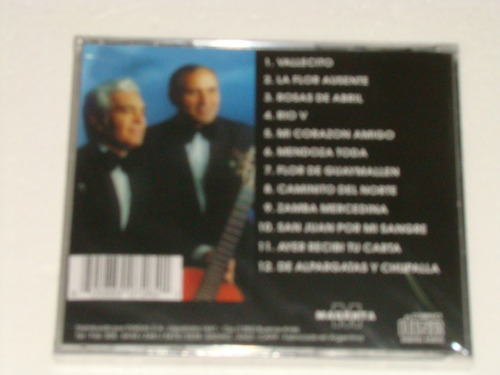 1. VALLECITO
2. LA FLOR AUSENTE
3. ROSAS DE ABRIL
4. RIO V
5. MI CORAZON AMIGO
6. MENDOZA TODA
7. FLOR DE GUAYMALLEN
8. CAMINITO DEL NORTE
9. ZAMBA MERCEDINA
10. SAN JUAN POR MI SANGRE
11. AYER RECIBI TU CARTA
12. DE ALPARGATAS Y CHUPALLA
MAGENTA